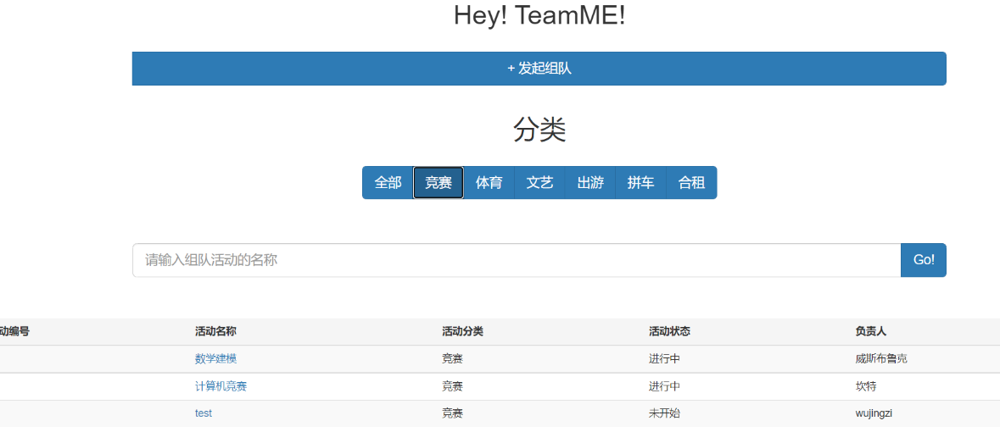 Hey! TeamME!
+ 发起组队
分类
全部 竞赛 体育 文艺 出游 拼车 合租
请输入组队活动的名称 Go!
动编号 活动名称 活动分类 活动状态 负责人
数学建模 竞赛 进行中 威斯布鲁克
计算机竞赛 竞赛 进行中 坎特
test 竞赛 未开始 wujingzi